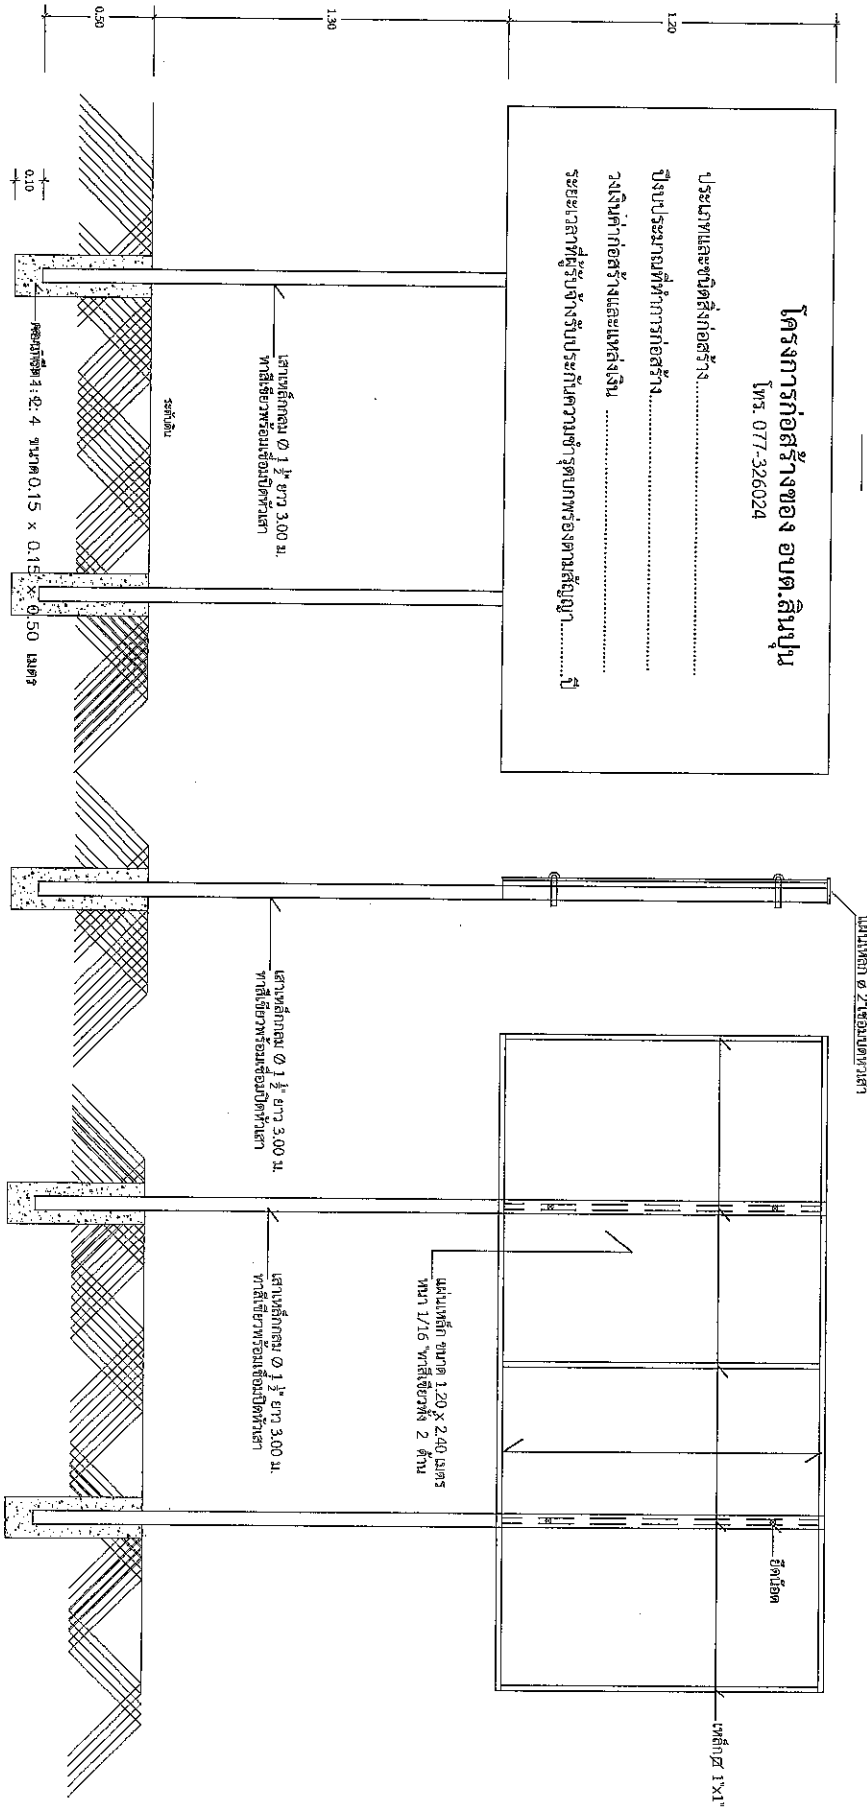 โครงการก่อสร้างของ อบต.สินปุน
โทร. 077-326024
ประเภทและชนิดสิ่งก่อสร้าง................................................
ปีงบประมาณที่ทำการก่อสร้าง................................................
วงเงินค่าก่อสร้างและแหล่งเงิน ................................................
ระยะเวลาที่ผู้รับจ้างรับประกันความชำรุดบกพร่องตามสัญญา..........ปี
1.20
1.30
0.50
0.10
แผ่นเหล็ก ø 2"เชื่อมปิดหัวเสา
เหล็ก 1"x1"
ยึดน็อต
แผ่นเหล็ก ขนาด 1.20 x 2.40 เมตร
หนา 1/16 "ทาสีเขียวทั้ง 2 ด้าน
เสาเหล็กกลม Ø 1 ½" ยาว 3.00 ม.
ทาสีเขียวพร้อมเชื่อมปิดหัวเสา
เสาเหล็กกลม Ø 1 ½" ยาว 3.00 ม.
ทาสีเขียวพร้อมเชื่อมปิดหัวเสา
เสาเหล็กกลม Ø 1 ½" ยาว 3.00 ม.
ทาสีเขียวพร้อมเชื่อมปิดหัวเสา
ระดับดิน
: 4 ขนาด 0.15 x 0.15 x 0.50 เมตร